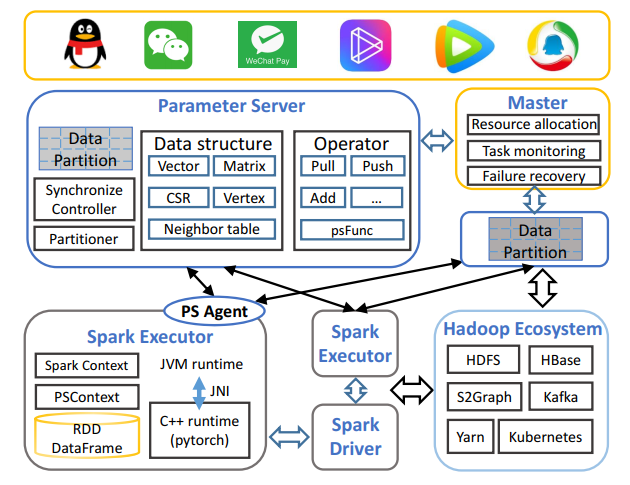 WeChat Pay
Parameter Server
Data
Partition
Synchronize
Controller
Partitioner
Data structure
Vector
Matrix
CSR
Vertex
Neighbor table
Operator
Pull
Push
Add
...
psFunc
Master
Resource allocation
Task monitoring
Failure recovery
Data
Partition
PS Agent
Spark Executor
Spark Context
PSContext
RDD
DataFrame
JVM runtime
JNI
C++ runtime
(pytorch)
Spark
Executor
Spark
Driver
Hadoop Ecosystem
HDFS
HBase
S2Graph
Kafka
Yarn
Kubernetes